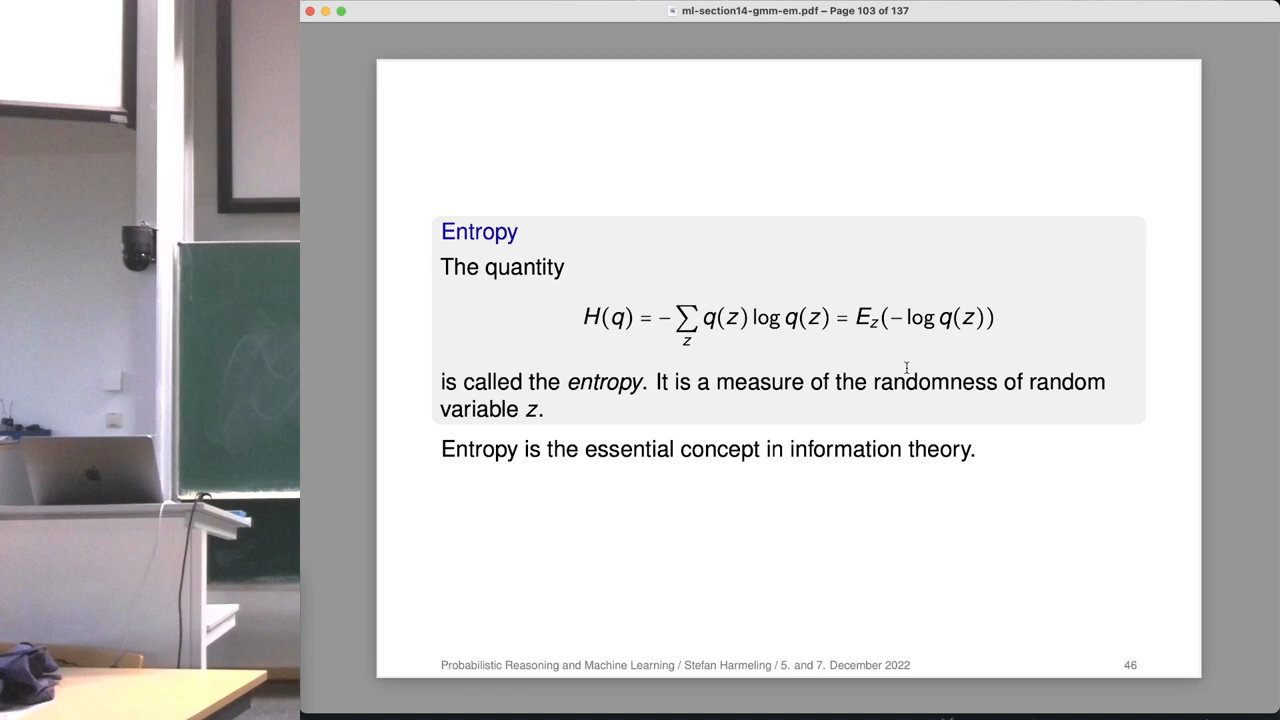 ml-section14-gmm-em.pdf – Page 103 of 137
Entropy
The quantity
H(q) = − ∑_z q(z) log q(z) = E_z(− log q(z))
is called the entropy. It is a measure of the randomness of random
variable z.
Entropy is the essential concept in information theory.
Probabilistic Reasoning and Machine Learning / Stefan Harmeling / 5. and 7. December 2022 46